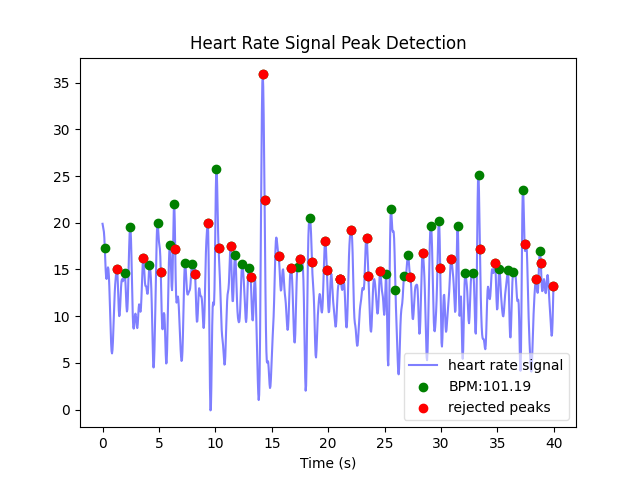 Heart Rate Signal Peak Detection
35
30
25
20
15
10
5
0
heart rate signal
BPM:101.19
rejected peaks
0 5 10 15 20 25 30 35 40
Time (s)